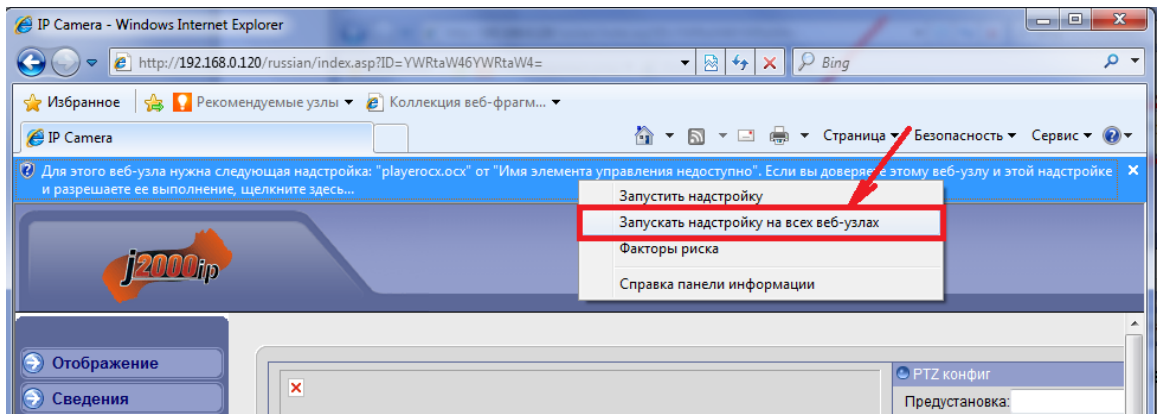 IP Camera - Windows Internet Explorer
http://192.168.0.120/russian/index.asp?ID=YWRtaW46YWRtaW4=
Bing
Избранное
Рекомендуемые узлы
Коллекция веб-фрагм...
IP Camera
Страница
Безопасность
Сервис
Для этого веб-узла нужна следующая надстройка: "playerocx.ocx" от "Имя элемента управления недоступно". Если вы доверяете этому веб-узлу и этой надстройке
и разрешаете ее выполнение, щелкните здесь...
Запустить надстройку
Запускать надстройку на всех веб-узлах
Факторы риска
Справка панели информации
j2000ip
Отображение
Сведения
PTZ конфиг
Предустановка: